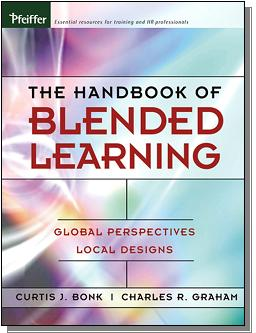 Pfeiffer
Essential resources for training and HR professionals
THE HANDBOOK OF
BLENDED
LEARNING
GLOBAL PERSPECTIVES
LOCAL DESIGNS
CURTIS J. BONK | CHARLES R. GRAHAM